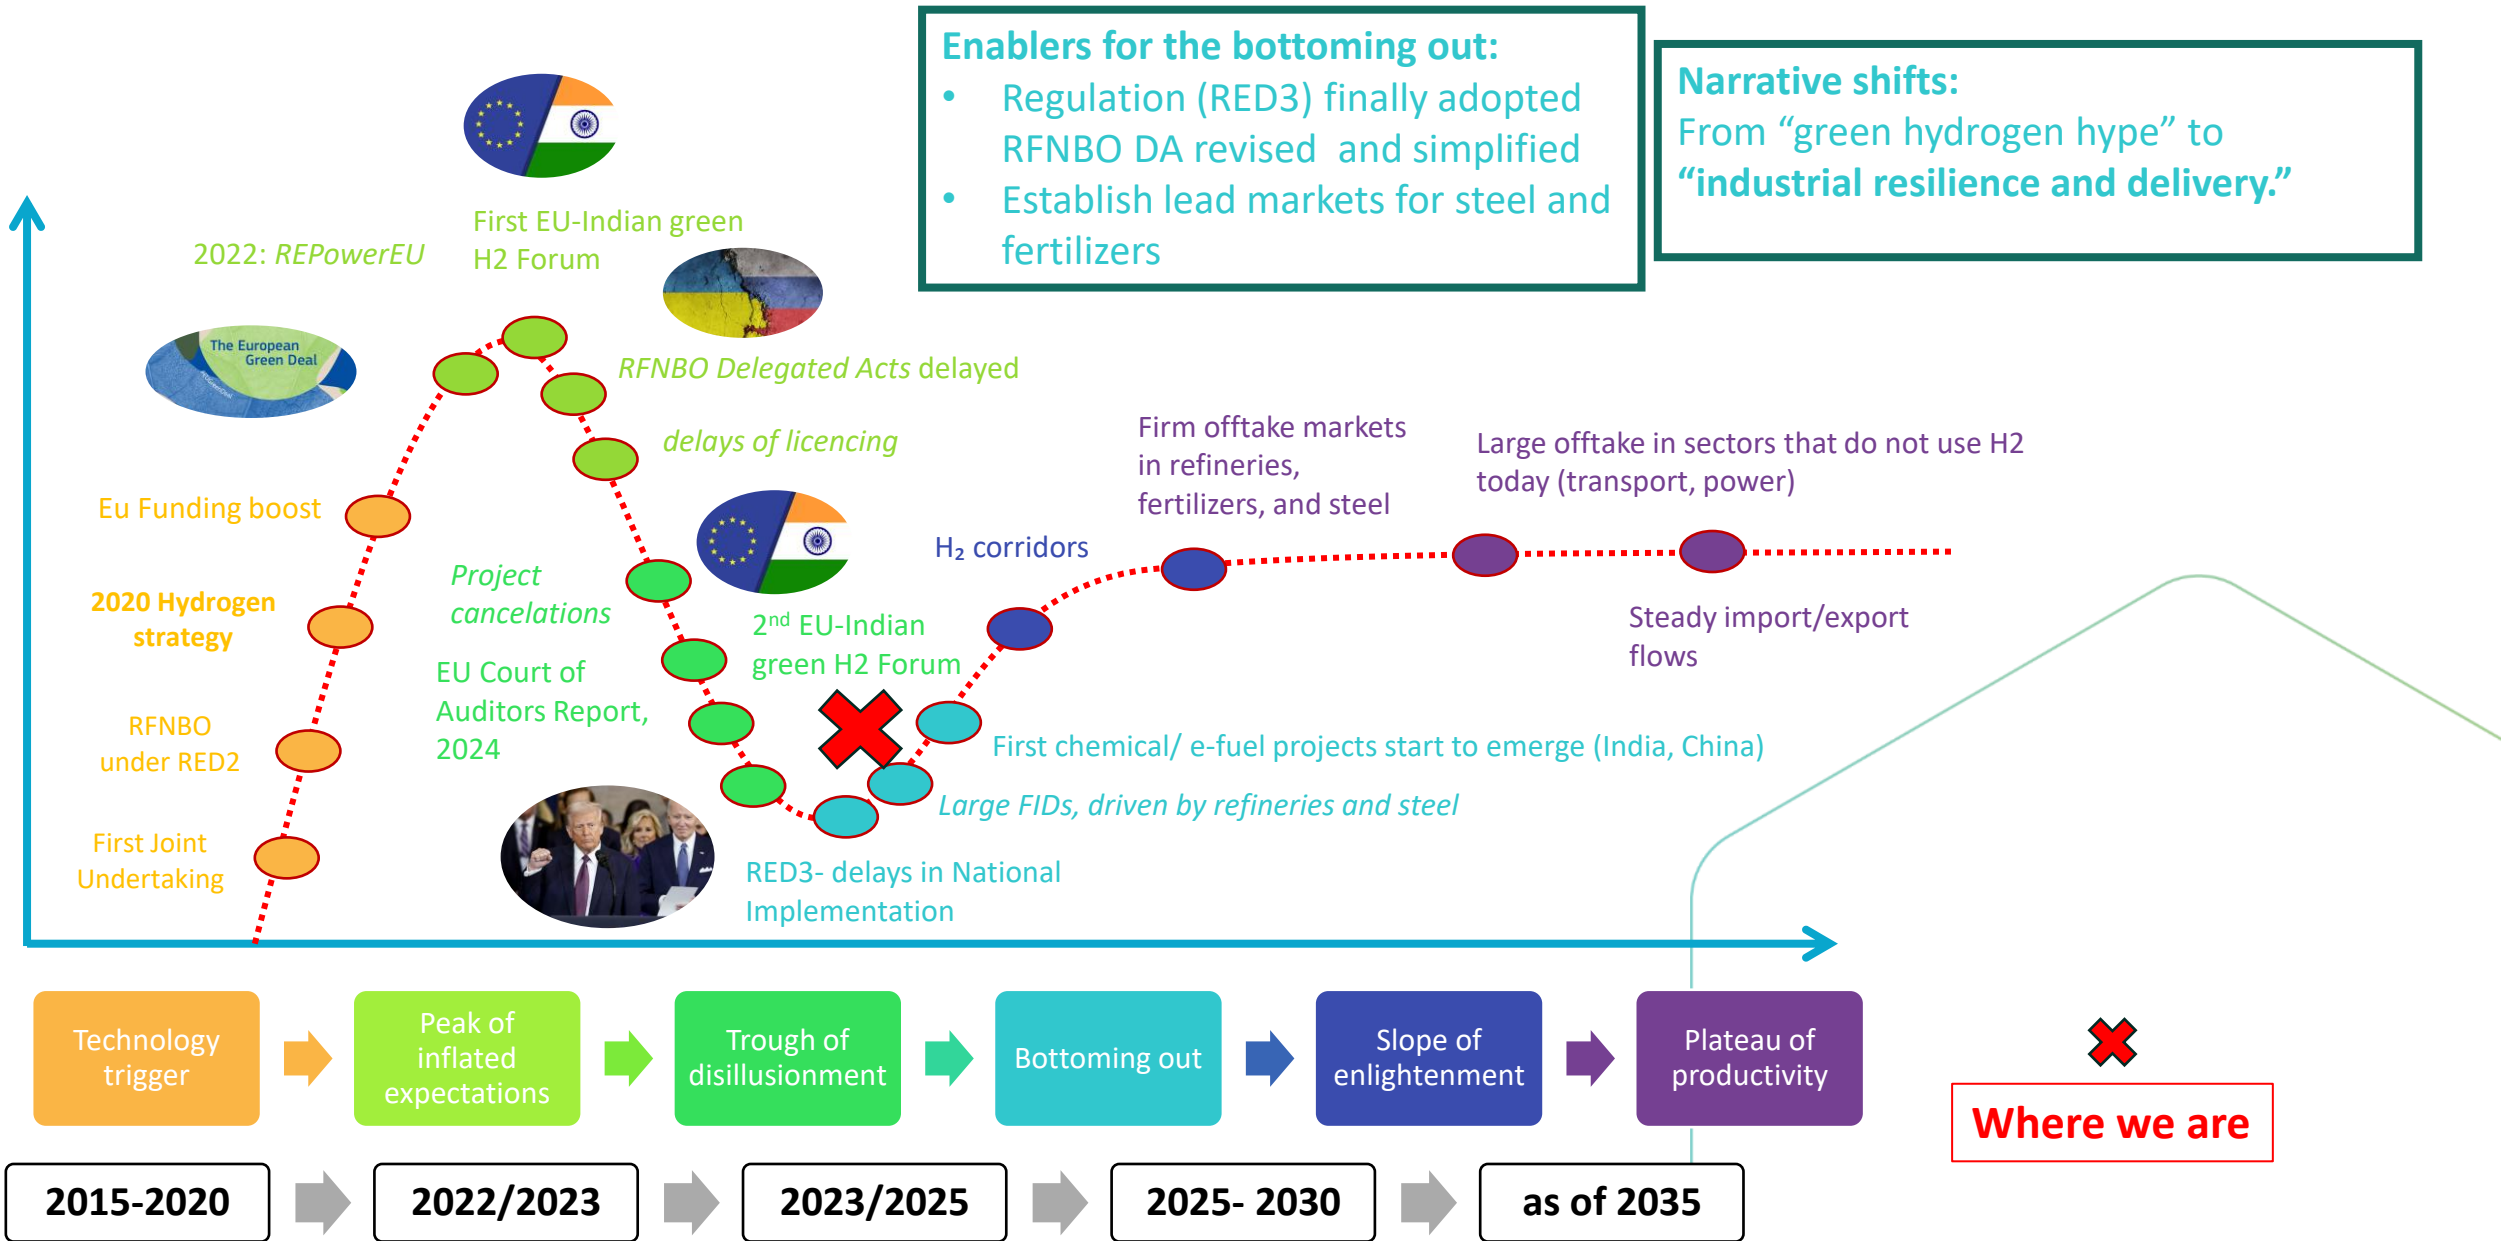 Enablers for the bottoming out:
• Regulation (RED3) finally adopted
RFNBO DA revised and simplified
• Establish lead markets for steel and
fertilizers
Narrative shifts:
From “green hydrogen hype” to
“industrial resilience and delivery.”
2022: REPowerEU
First EU-Indian green
H2 Forum
The European
Green Deal
RFNBO Delegated Acts delayed
delays of licencing
Eu Funding boost
2020 Hydrogen
strategy
RFNBO
under RED2
First Joint
Undertaking
Project
cancelations
EU Court of
Auditors Report,
2024
2nd EU-Indian
green H2 Forum
H₂ corridors
Firm offtake markets
in refineries,
fertilizers, and steel
Large offtake in sectors that do not use H2
today (transport, power)
Steady import/export
flows
First chemical/ e-fuel projects start to emerge (India, China)
Large FIDs, driven by refineries and steel
RED3- delays in National
Implementation
Technology
trigger
Peak of
inflated
expectations
Trough of
disillusionment
Bottoming out
Slope of
enlightenment
Plateau of
productivity
Where we are
2015-2020
2022/2023
2023/2025
2025- 2030
as of 2035